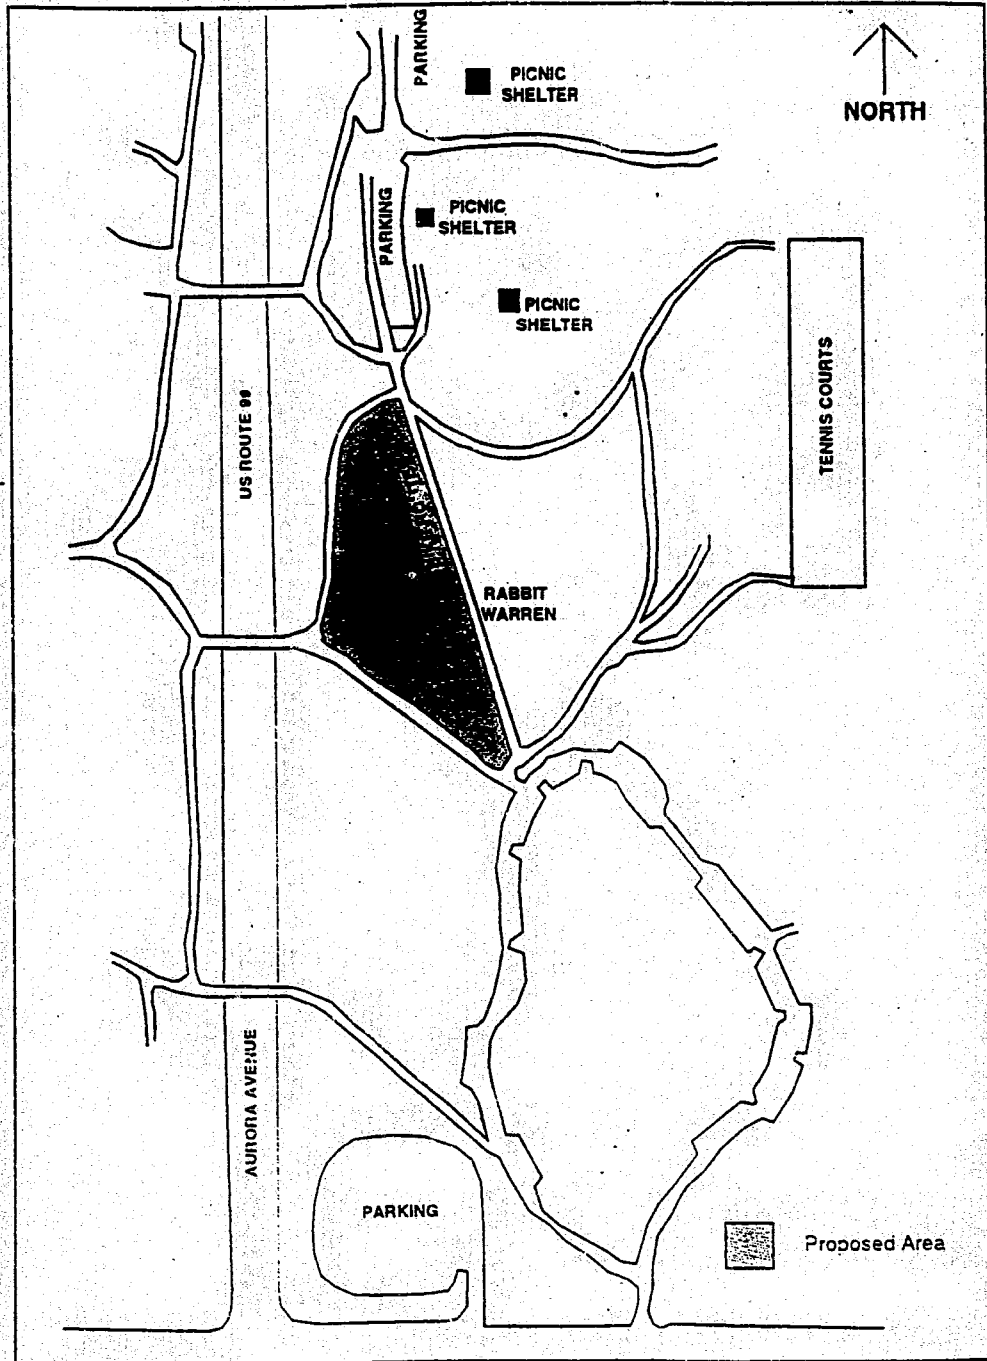 PARKING
PICNIC
SHELTER
NORTH
PARKING
PICNIC
SHELTER
PICNIC
SHELTER
TENNIS COURTS
US ROUTE 99
RABBIT
WARREN
AURORA AVENUE
PARKING
Proposed Area